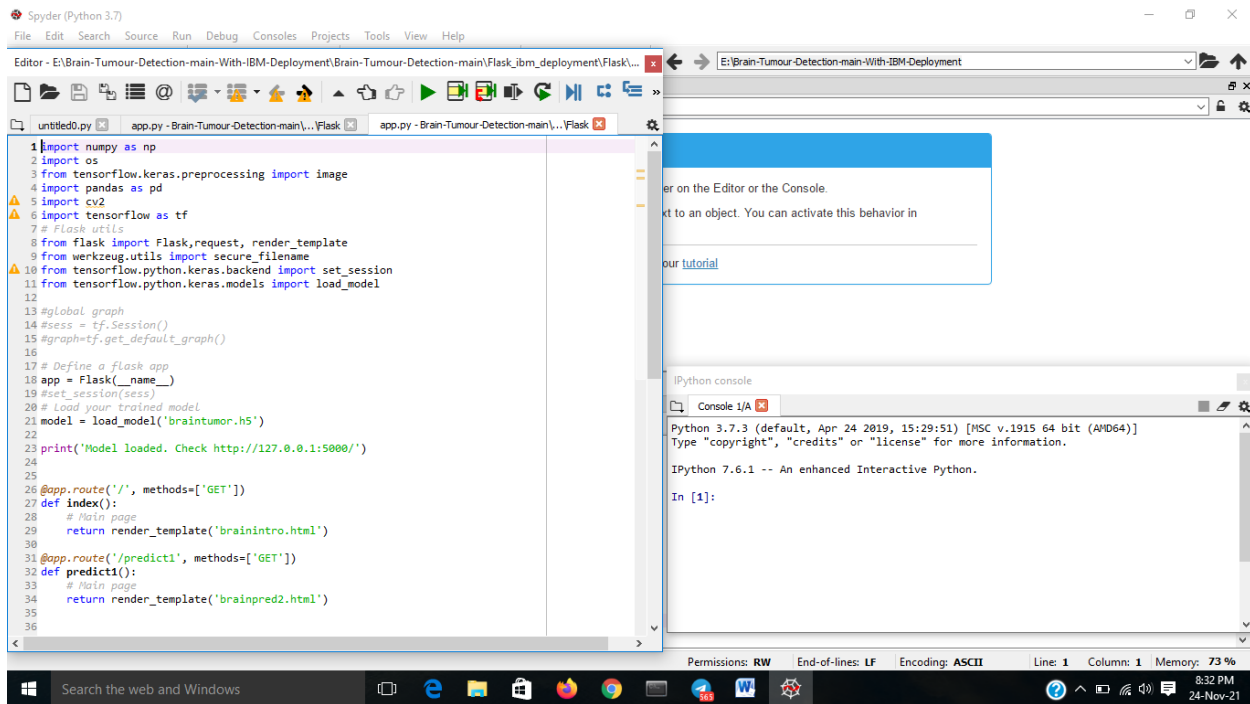 Spyder (Python 3.7)
File Edit Search Source Run Debug Consoles Projects Tools View Help
Editor - E:\Brain-Tumour-Detection-main-With-IBM-Deployment\Brain-Tumour-Detection-main\Flask_ibm_deployment\Flask\...
E:\Brain-Tumour-Detection-main-With-IBM-Deployment
untitled0.py app.py - Brain-Tumour-Detection-main\...\Flask app.py - Brain-Tumour-Detection-main\...\Flask
1 import numpy as np
2 import os
3 from tensorflow.keras.preprocessing import image
4 import pandas as pd
5 import cv2
6 import tensorflow as tf
7 # Flask utils
8 from flask import Flask,request, render_template
9 from werkzeug.utils import secure_filename
10 from tensorflow.python.keras.backend import set_session
11 from tensorflow.python.keras.models import load_model
12
13 #global graph
14 #sess = tf.Session()
15 #graph=tf.get_default_graph()
16
17 # Define a flask app
18 app = Flask(__name__)
19 #set_session(sess)
20 # Load your trained model
21 model = load_model('braintumor.h5')
22
23 print('Model loaded. Check http://127.0.0.1:5000/')
24
25
26 @app.route('/', methods=['GET'])
27 def index():
28     # Main page
29     return render_template('brainintro.html')
30
31 @app.route('/predict1', methods=['GET'])
32 def predict1():
33     # Main page
34     return render_template('brainpred2.html')
35
36
er on the Editor or the Console.
xt to an object. You can activate this behavior in
our tutorial
IPython console
Console 1/A
Python 3.7.3 (default, Apr 24 2019, 15:29:51) [MSC v.1915 64 bit (AMD64)]
Type "copyright", "credits" or "license" for more information.
IPython 7.6.1 -- An enhanced Interactive Python.
In [1]:
Permissions: RW End-of-lines: LF Encoding: ASCII Line: 1 Column: 1 Memory: 73 %
Search the web and Windows
565
8:32 PM
24-Nov-21